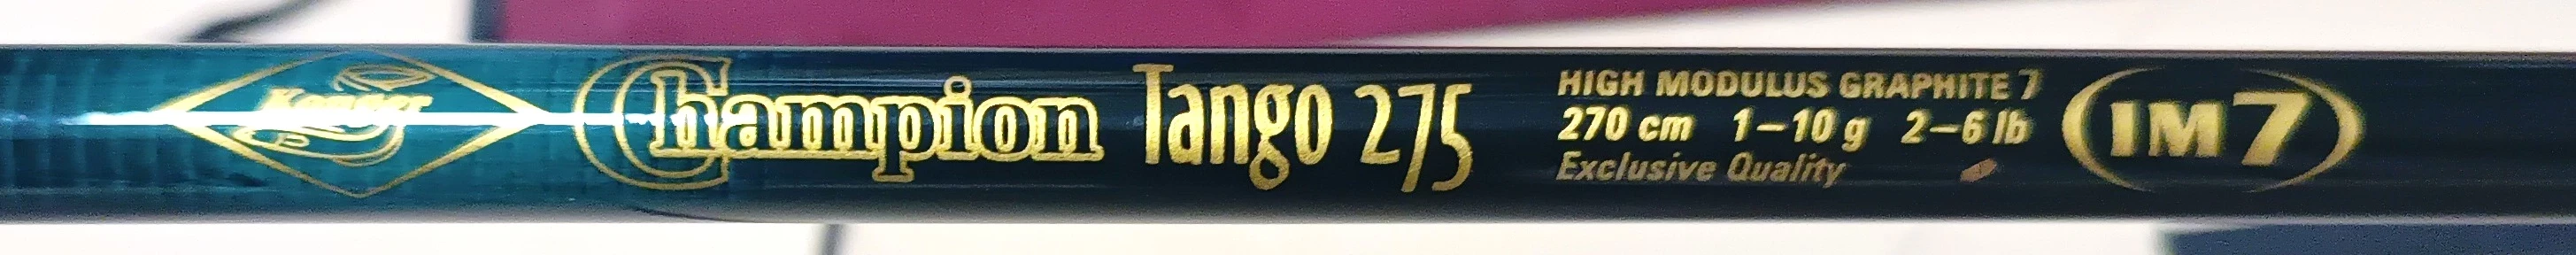 Konger
Champion Tango 275
HIGH MODULUS GRAPHITE 7
270 cm 1-10 g 2-6 lb
Exclusive Quality
IM7